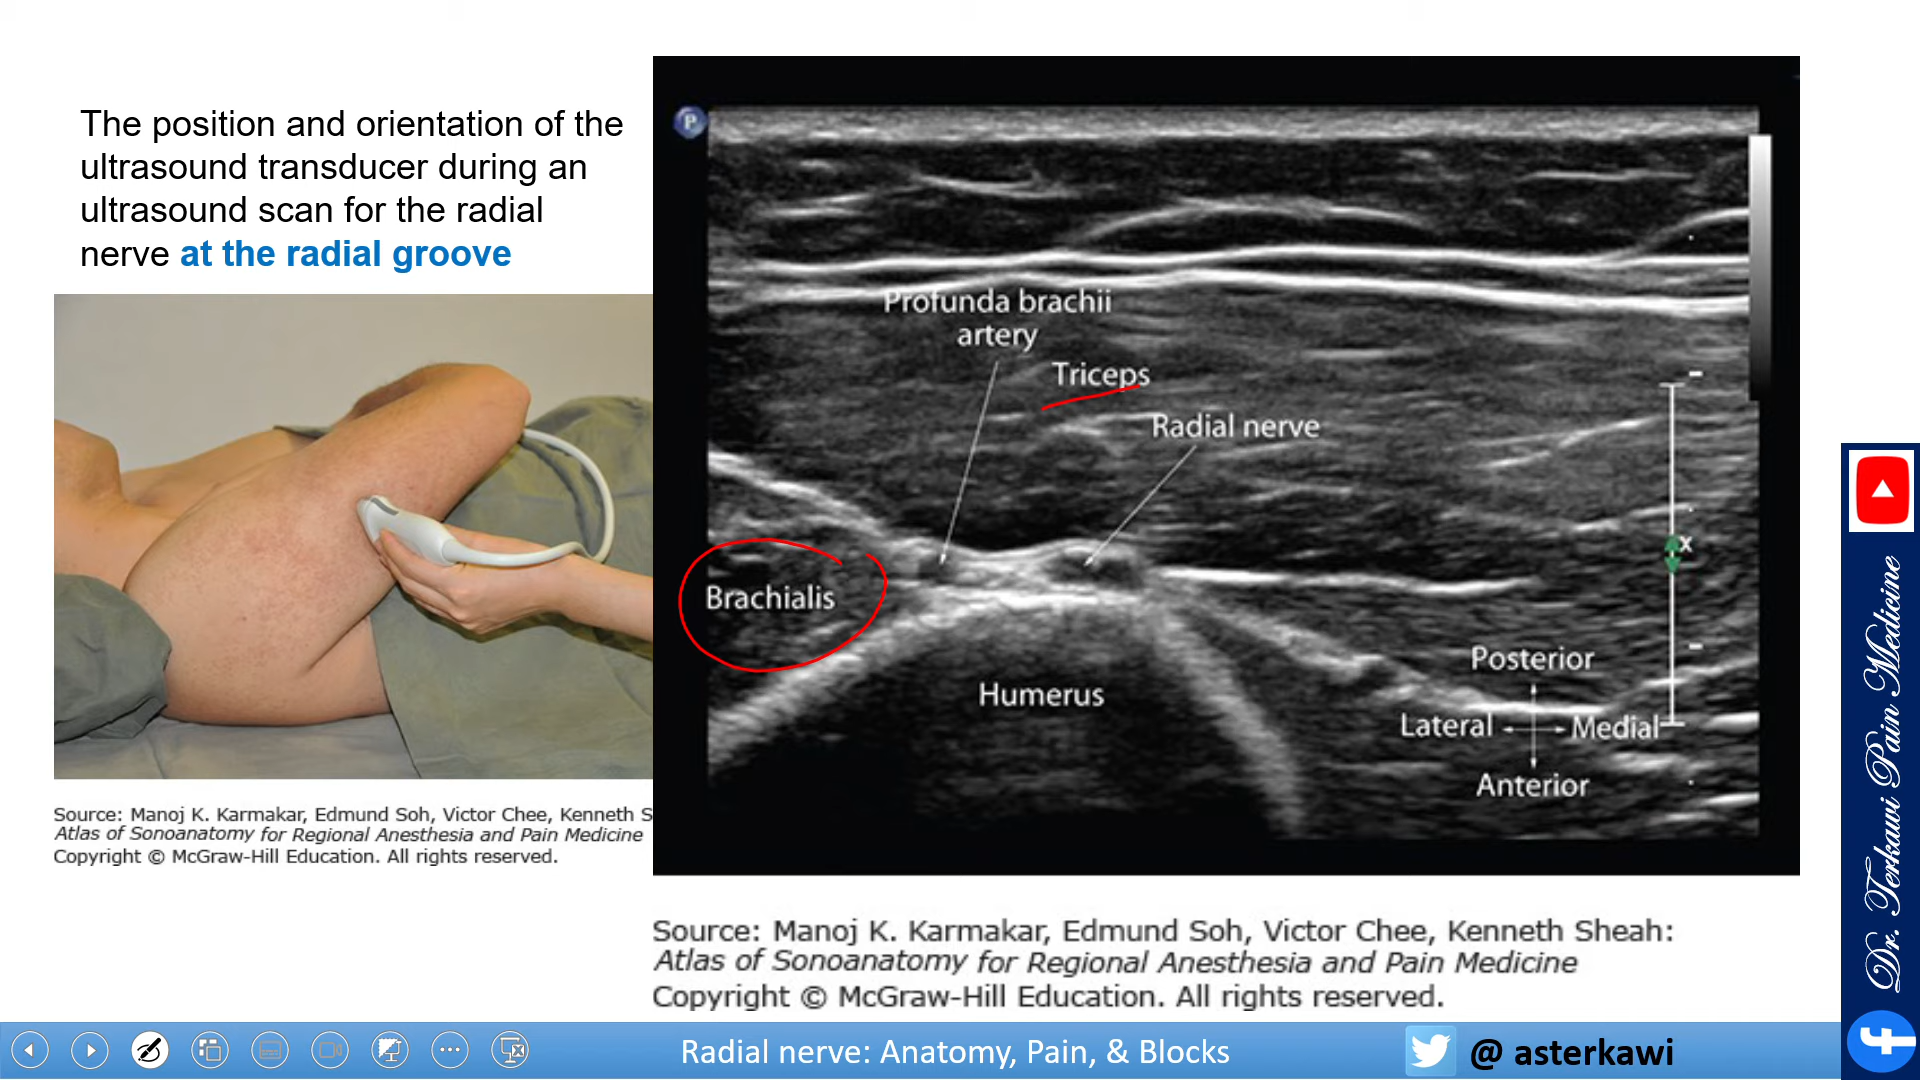 The position and orientation of the
ultrasound transducer during an
ultrasound scan for the radial
nerve at the radial groove
Source: Manoj K. Karmakar, Edmund Soh, Victor Chee, Kenneth S
Atlas of Sonoanatomy for Regional Anesthesia and Pain Medicine
Copyright © McGraw-Hill Education. All rights reserved.
P
Profunda brachii
artery
Triceps
Radial nerve
Brachialis
Humerus
x
Posterior
Lateral Medial
Anterior
Source: Manoj K. Karmakar, Edmund Soh, Victor Chee, Kenneth Sheah:
Atlas of Sonoanatomy for Regional Anesthesia and Pain Medicine
Copyright © McGraw-Hill Education. All rights reserved.
Dr. Terkawi Pain Medicine
Radial nerve: Anatomy, Pain, & Blocks
@ asterkawi